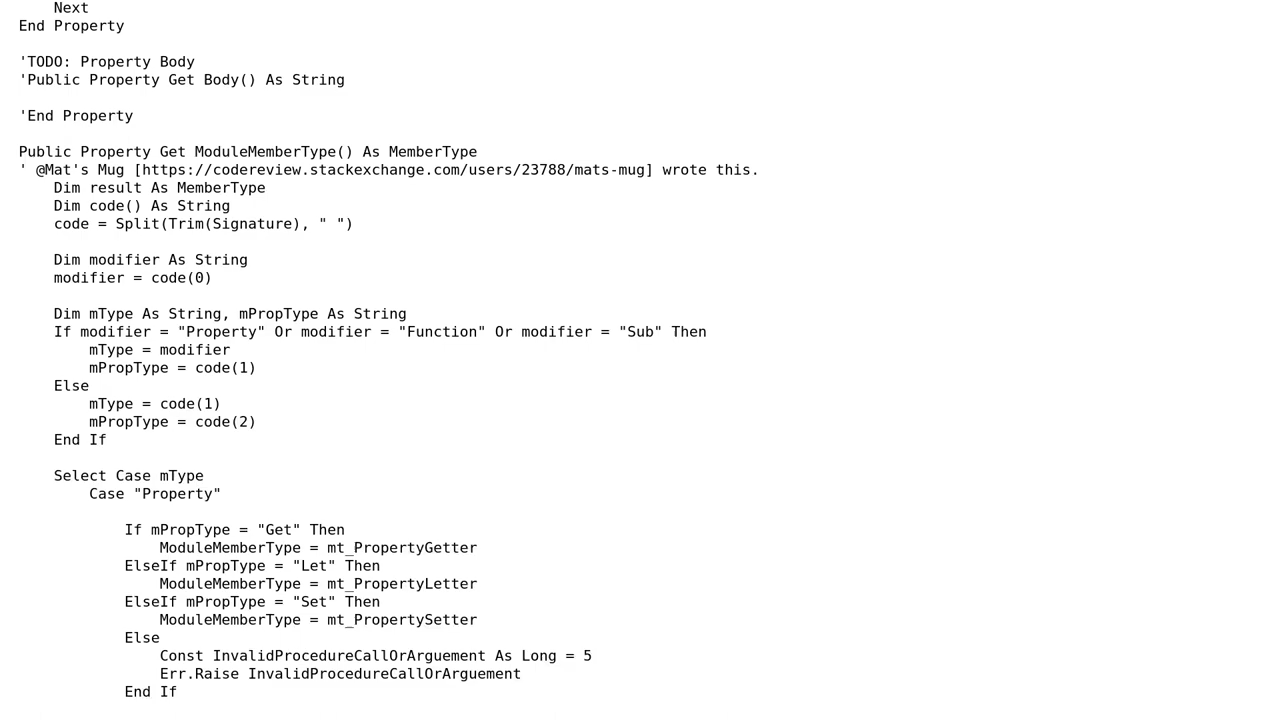 Next
End Property

'TODO: Property Body
'Public Property Get Body() As String

'End Property

Public Property Get ModuleMemberType() As MemberType
' @Mat's Mug [https://codereview.stackexchange.com/users/23788/mats-mug] wrote this.
    Dim result As MemberType
    Dim code() As String
    code = Split(Trim(Signature), " ")

    Dim modifier As String
    modifier = code(0)

    Dim mType As String, mPropType As String
    If modifier = "Property" Or modifier = "Function" Or modifier = "Sub" Then
        mType = modifier
        mPropType = code(1)
    Else
        mType = code(1)
        mPropType = code(2)
    End If

    Select Case mType
        Case "Property"

            If mPropType = "Get" Then
                ModuleMemberType = mt_PropertyGetter
            ElseIf mPropType = "Let" Then
                ModuleMemberType = mt_PropertyLetter
            ElseIf mPropType = "Set" Then
                ModuleMemberType = mt_PropertySetter
            Else
                Const InvalidProcedureCallOrArguement As Long = 5
                Err.Raise InvalidProcedureCallOrArguement
            End If